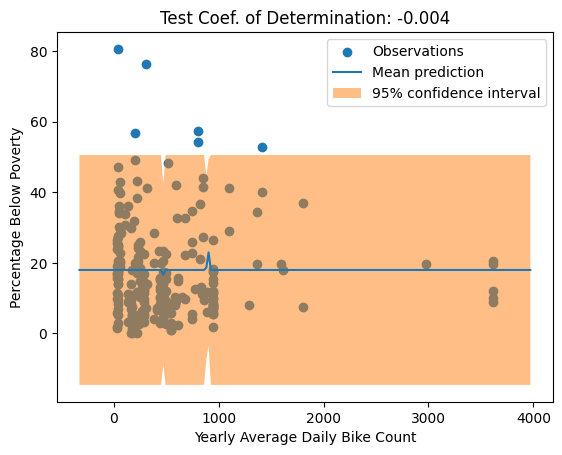 Test Coef. of Determination: -0.004
Observations
Mean prediction
95% confidence interval
Percentage Below Poverty
80
60
40
20
0
0 1000 2000 3000 4000
Yearly Average Daily Bike Count